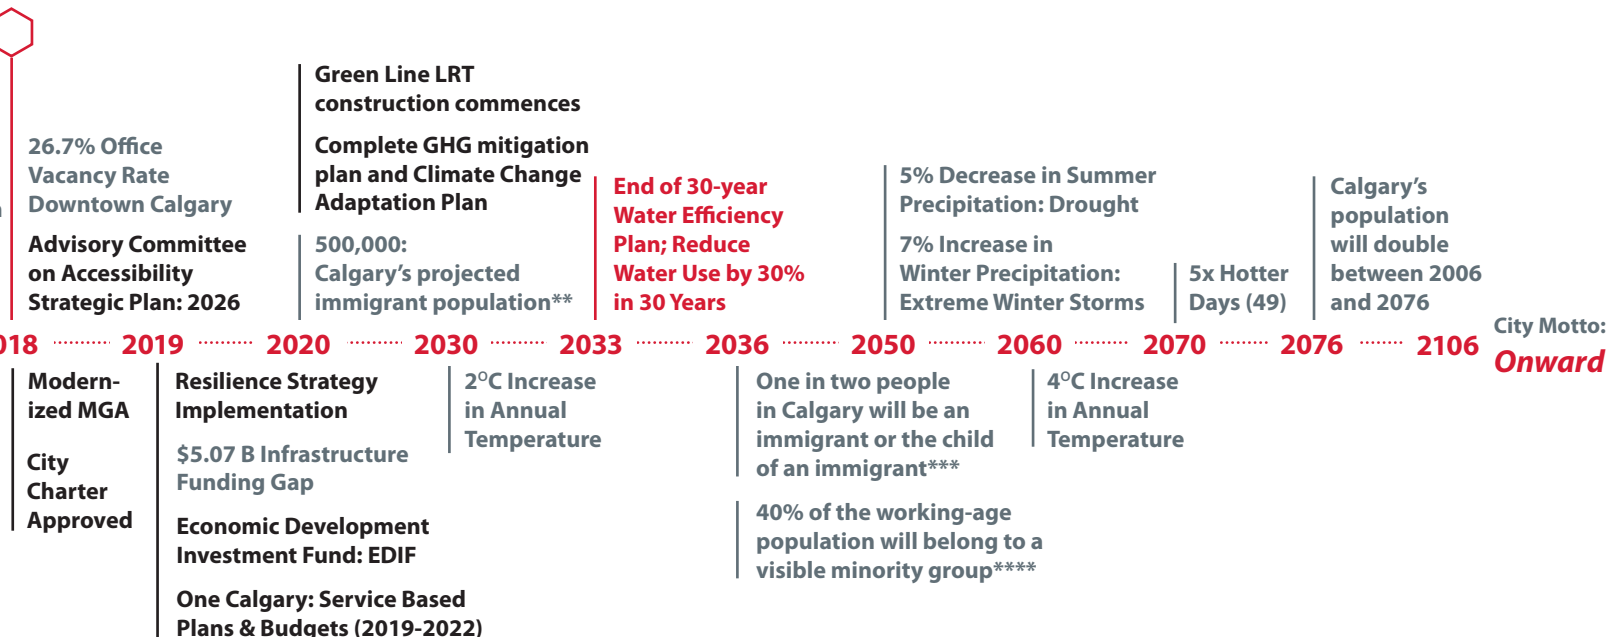 Green Line LRT
construction commences
Complete GHG mitigation
plan and Climate Change
Adaptation Plan
26.7% Office
Vacancy Rate
Downtown Calgary
Advisory Committee
on Accessibility
Strategic Plan: 2026
500,000:
Calgary's projected
immigrant population**
End of 30-year
Water Efficiency
Plan; Reduce
Water Use by 30%
in 30 Years
5% Decrease in Summer
Precipitation: Drought
7% Increase in
Winter Precipitation:
Extreme Winter Storms
5x Hotter
Days (49)
Calgary's
population
will double
between 2006
and 2076
018 2019 2020 2030 2033 2036 2050 2060 2070 2076 2106
City Motto:
Onward
Modern-
ized MGA
City
Charter
Approved
Resilience Strategy
Implementation
$5.07 B Infrastructure
Funding Gap
Economic Development
Investment Fund: EDIF
One Calgary: Service Based
Plans & Budgets (2019-2022)
2°C Increase
in Annual
Temperature
One in two people
in Calgary will be an
immigrant or the child
of an immigrant***
40% of the working-age
population will belong to a
visible minority group****
4°C Increase
in Annual
Temperature